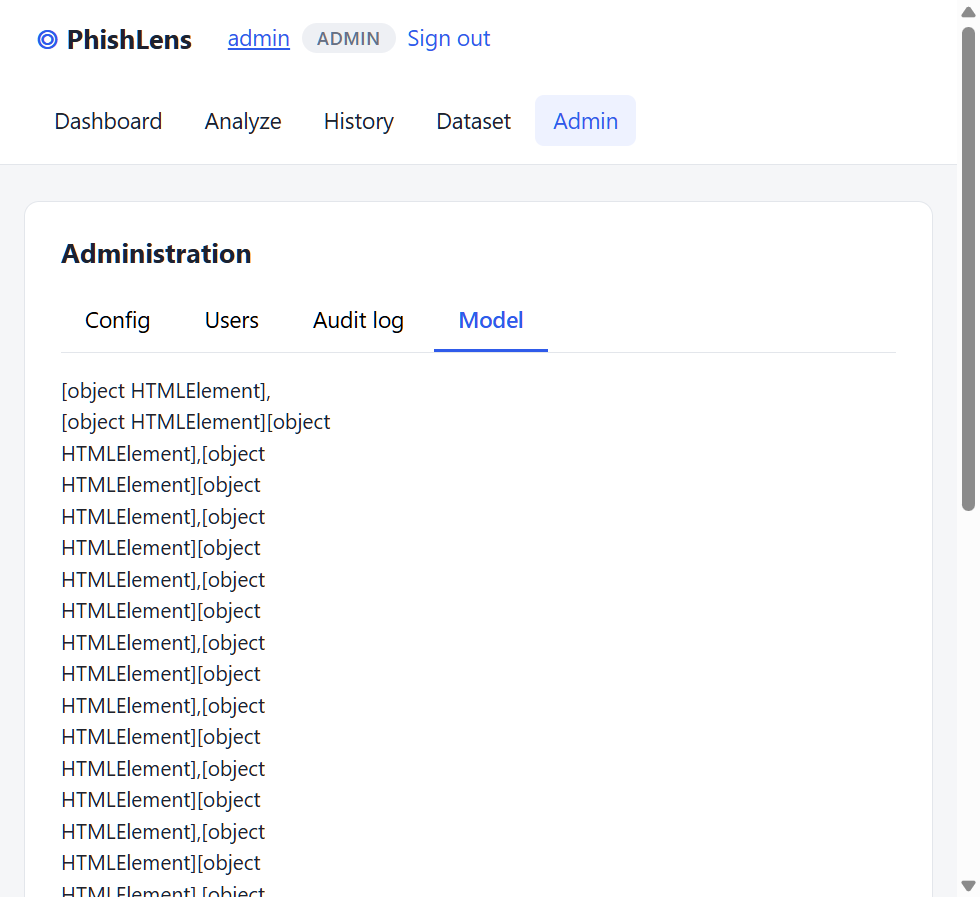 PhishLens admin ADMIN Sign out
Dashboard Analyze History Dataset Admin
Administration
Config Users Audit log Model
[object HTMLElement],
[object HTMLElement][object
HTMLElement],[object
HTMLElement][object
HTMLElement],[object
HTMLElement][object
HTMLElement],[object
HTMLElement][object
HTMLElement],[object
HTMLElement][object
HTMLElement],[object
HTMLElement][object
HTMLElement],[object
HTMLElement][object
HTMLElement],[object
HTMLElement][object
HTMLElement],[object